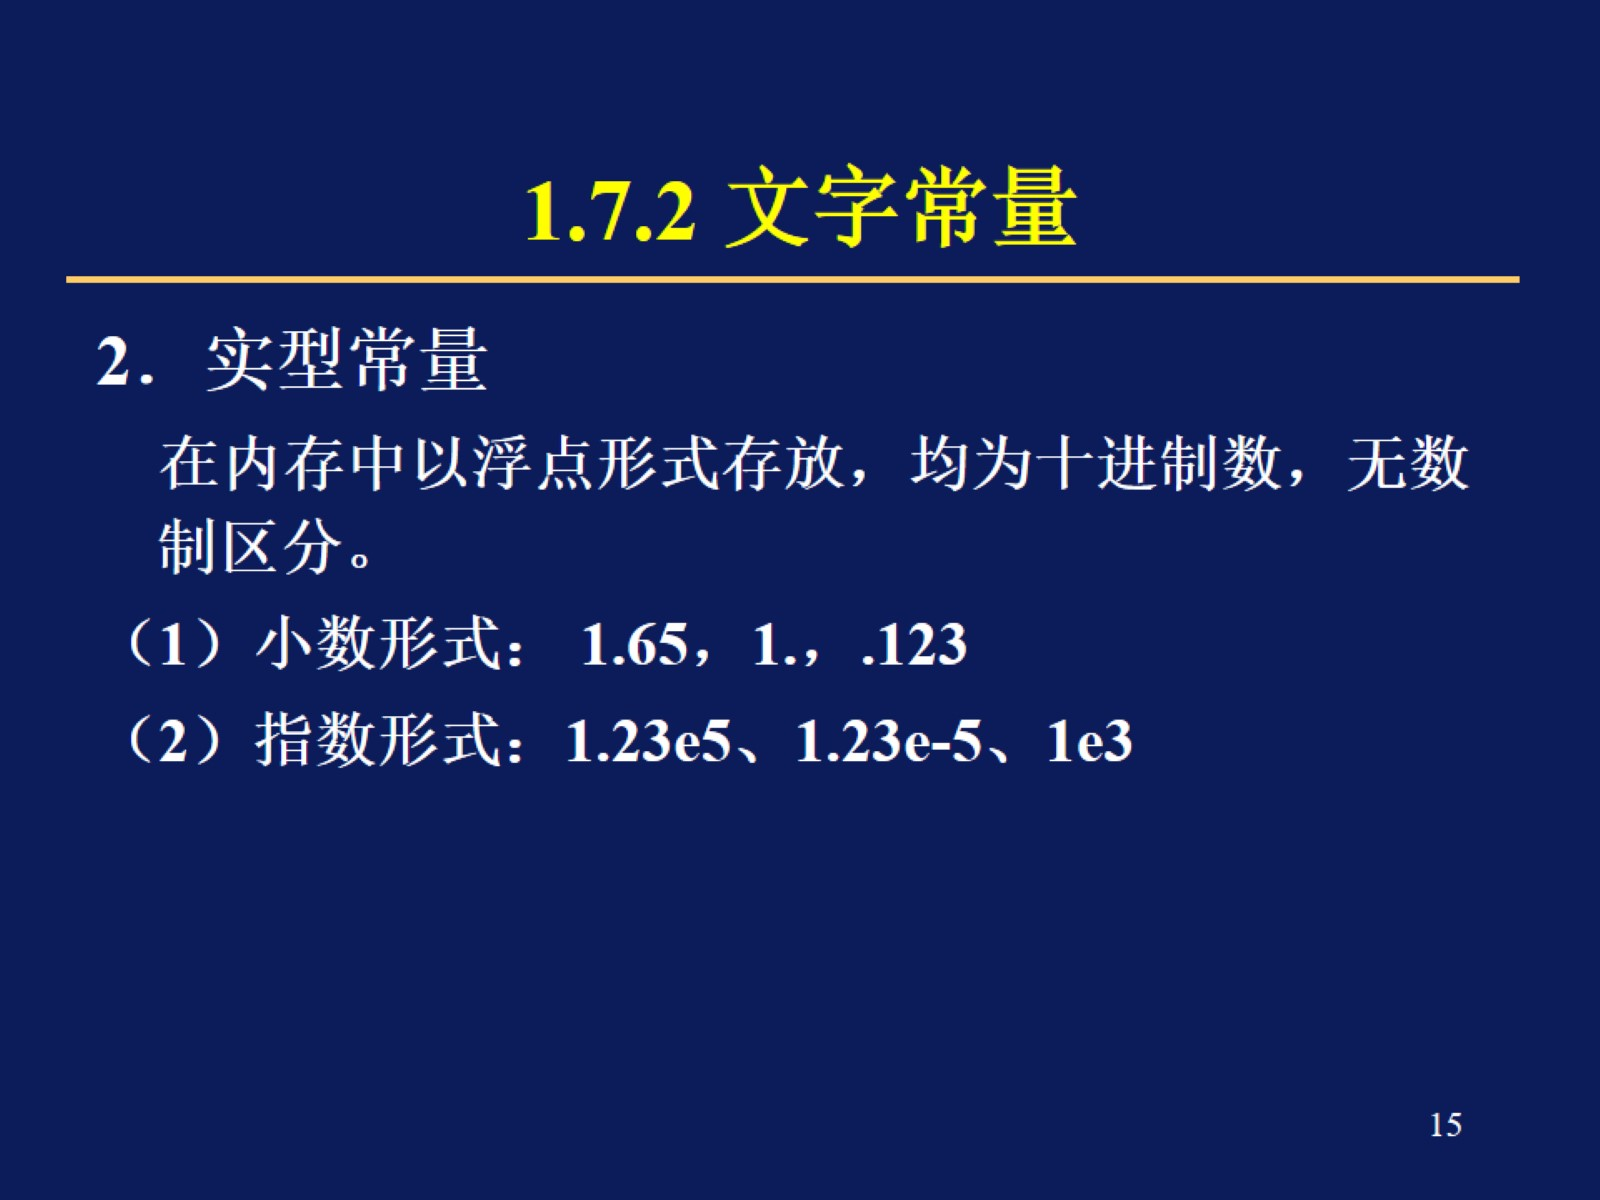 1.7.2 文字常量
2． 实型常量
在内存中以浮点形式存放，均为十进制数，无数
制区分。
（1）小数形式： 1.65，1.，.123
（2）指数形式：1.23e5、1.23e-5、1e3
15